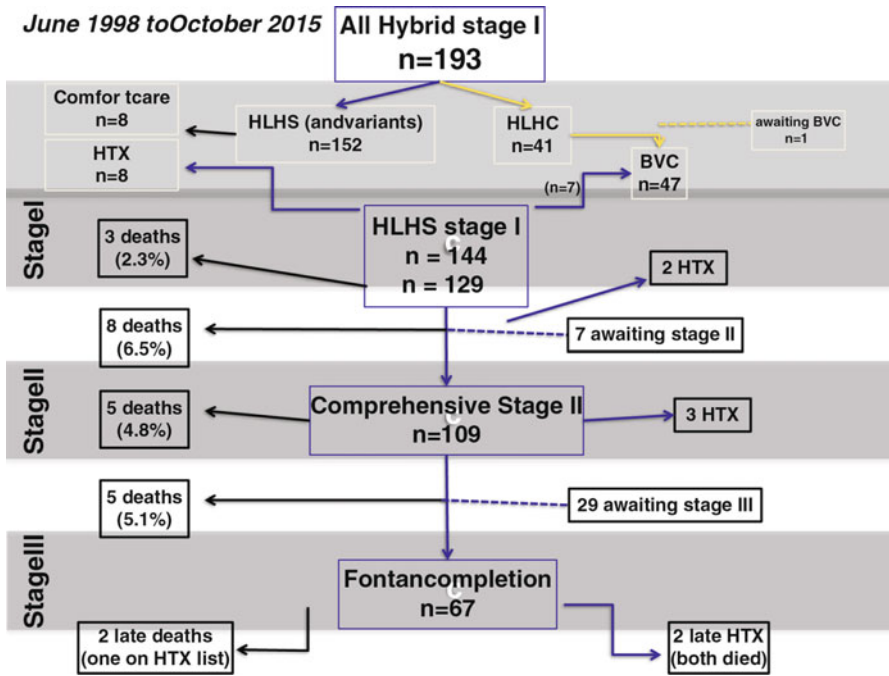 June 1998 toOctober 2015
All Hybrid stage I
n=193
Comfor tcare
n=8
HLHS (andvariants)
n=152
HLHC
n=41
awaiting BVC
n=1
HTX
n=8
(n=7)
BVC
n=47
StageI
HLHS stage I
n = 144
n = 129
3 deaths
(2.3%)
2 HTX
8 deaths
(6.5%)
7 awaiting stage II
StageII
5 deaths
(4.8%)
Comprehensive Stage II
n=109
3 HTX
5 deaths
(5.1%)
29 awaiting stage III
StageIII
Fontancompletion
n=67
2 late deaths
(one on HTX list)
2 late HTX
(both died)
c
c
c